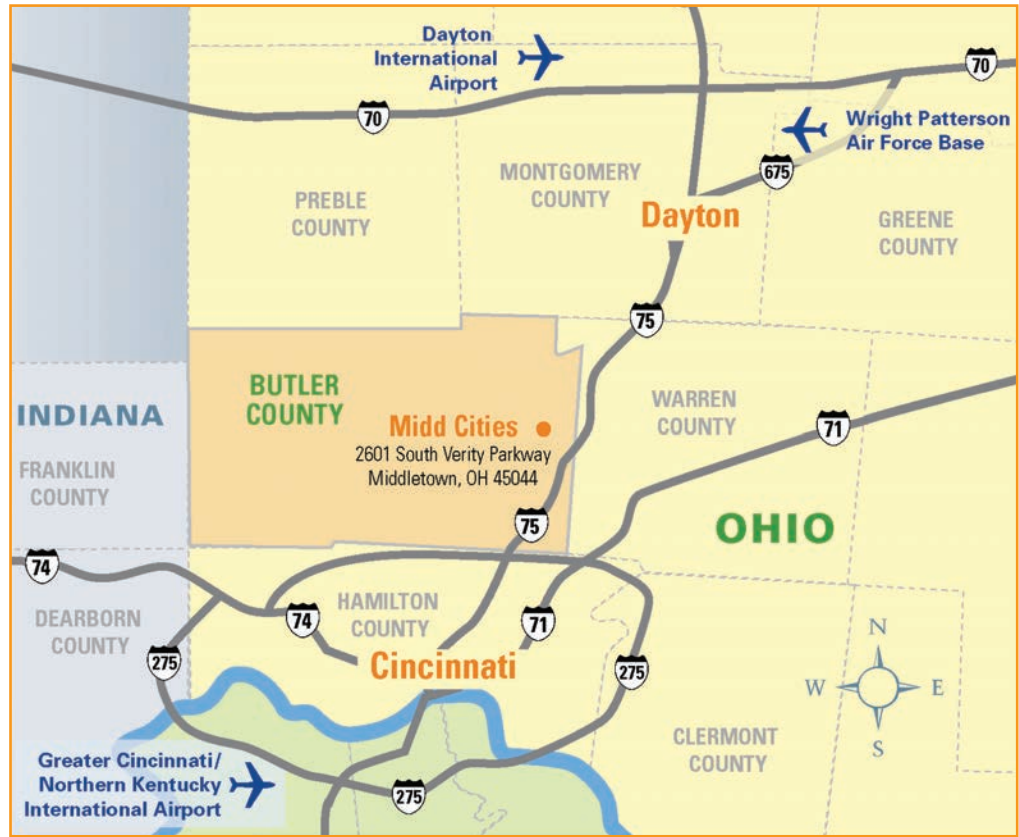 Dayton
International
Airport
70
70
Wright Patterson
Air Force Base
MONTGOMERY
COUNTY
675
PREBLE
COUNTY
Dayton
GREENE
COUNTY
75
BUTLER
COUNTY
INDIANA
WARREN
COUNTY
Midd Cities
2601 South Verity Parkway
Middletown, OH 45044
71
FRANKLIN
COUNTY
75
OHIO
74
HAMILTON
COUNTY
74
71
DEARBORN
COUNTY
275
Cincinnati
275
N
W
E
S
CLERMONT
COUNTY
Greater Cincinnati/
Northern Kentucky
International Airport
275